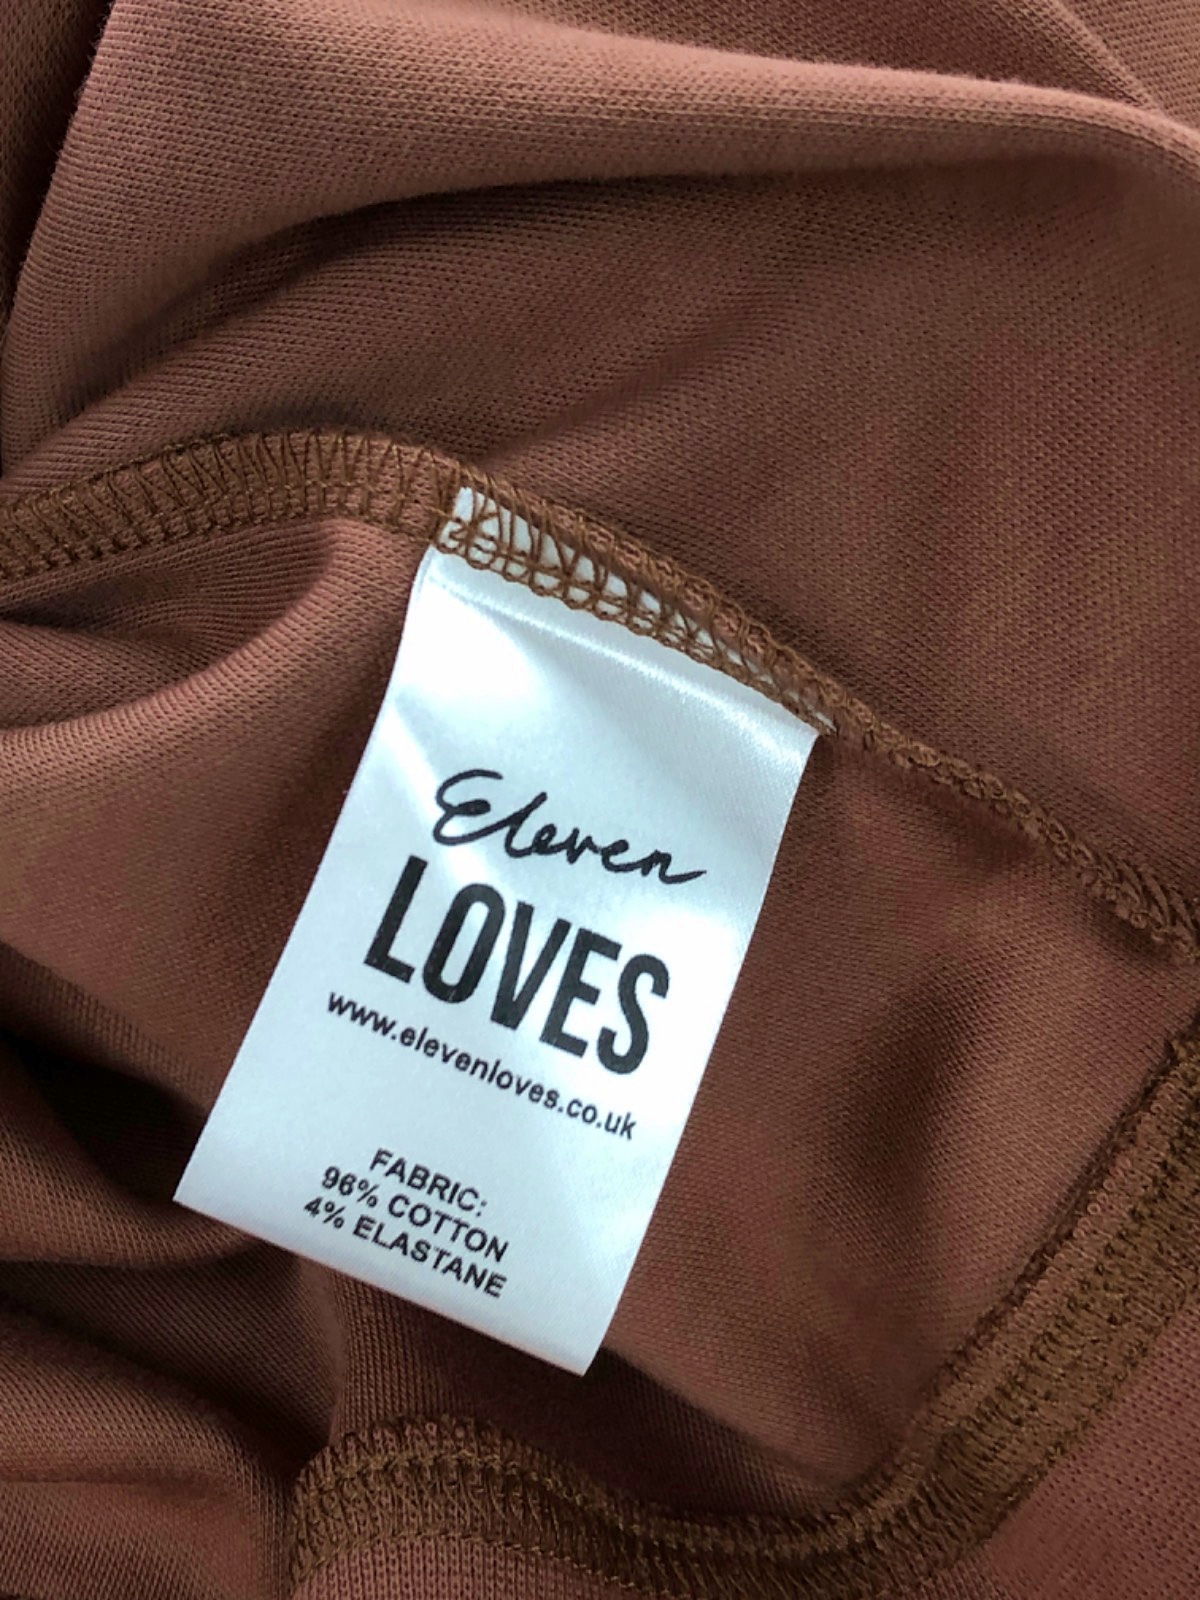 Eleven
LOVES
www.elevenloves.co.uk
FABRIC:
96% COTTON
4% ELASTANE